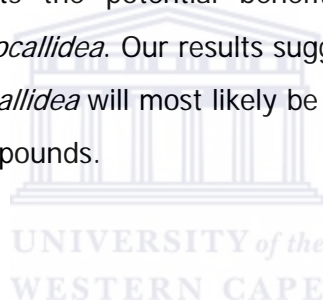 ts the potential benefi
ocallidea. Our results sugg
allidea will most likely be
pounds.
UNIVERSITY of the
WESTERN CAPE